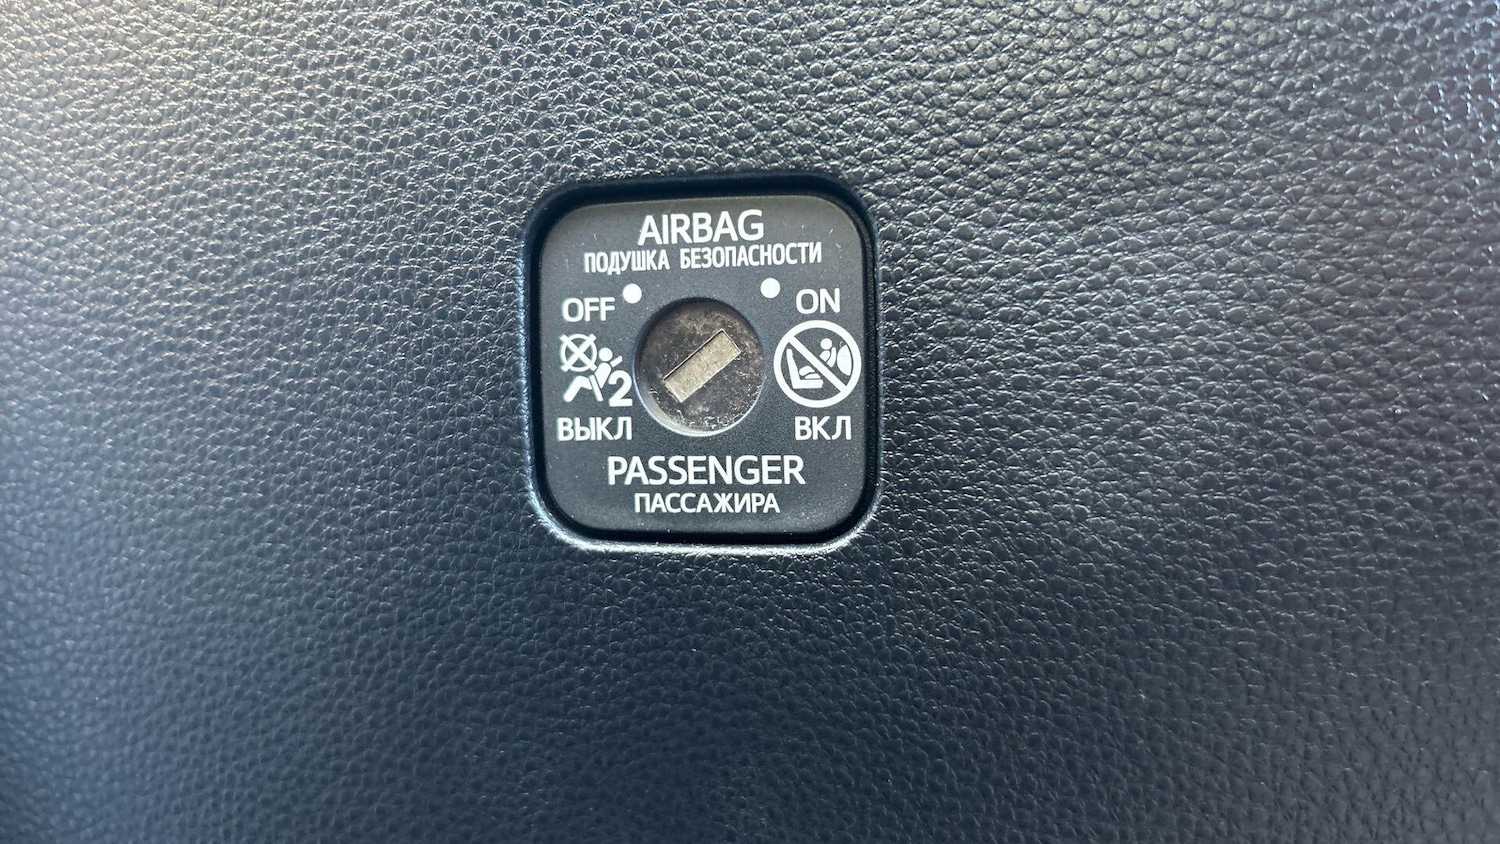 AIRBAG
ПОДУШКА БЕЗОПАСНОСТИ
OFF ON
2
ВЫКЛ ВКЛ
PASSENGER
ПАССАЖИРА